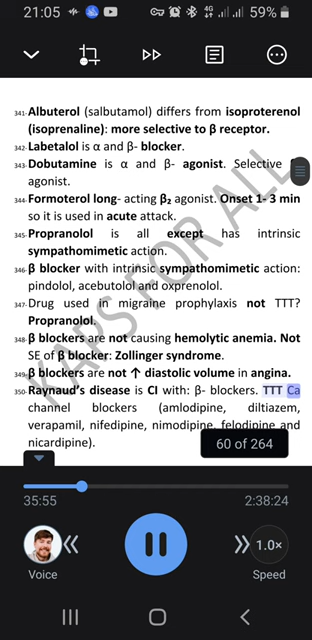 21:05
4G
59%
341- Albuterol (salbutamol) differs from isoproterenol
(isoprenaline): more selective to β receptor.
342- Labetalol is α and β- blocker.
343- Dobutamine is α and β- agonist. Selective
agonist.
344- Formoterol long- acting β₂ agonist. Onset 1- 3 min
so it is used in acute attack.
345- Propranolol is all except has intrinsic
sympathomimetic action.
346- β blocker with intrinsic sympathomimetic action:
pindolol, acebutolol and oxprenolol.
347- Drug used in migraine prophylaxis not TTT?
Propranolol.
348- β blockers are not causing hemolytic anemia. Not
SE of β blocker: Zollinger syndrome.
349- β blockers are not ↑ diastolic volume in angina.
350- Raynaud's disease is CI with: β- blockers. TTT Ca
channel blockers (amlodipine, diltiazem,
verapamil, nifedipine, nimodipine, felodipine and
nicardipine).
KAPS FOR ALL
60 of 264
35:55
2:38:24
1.0×
Voice
Speed